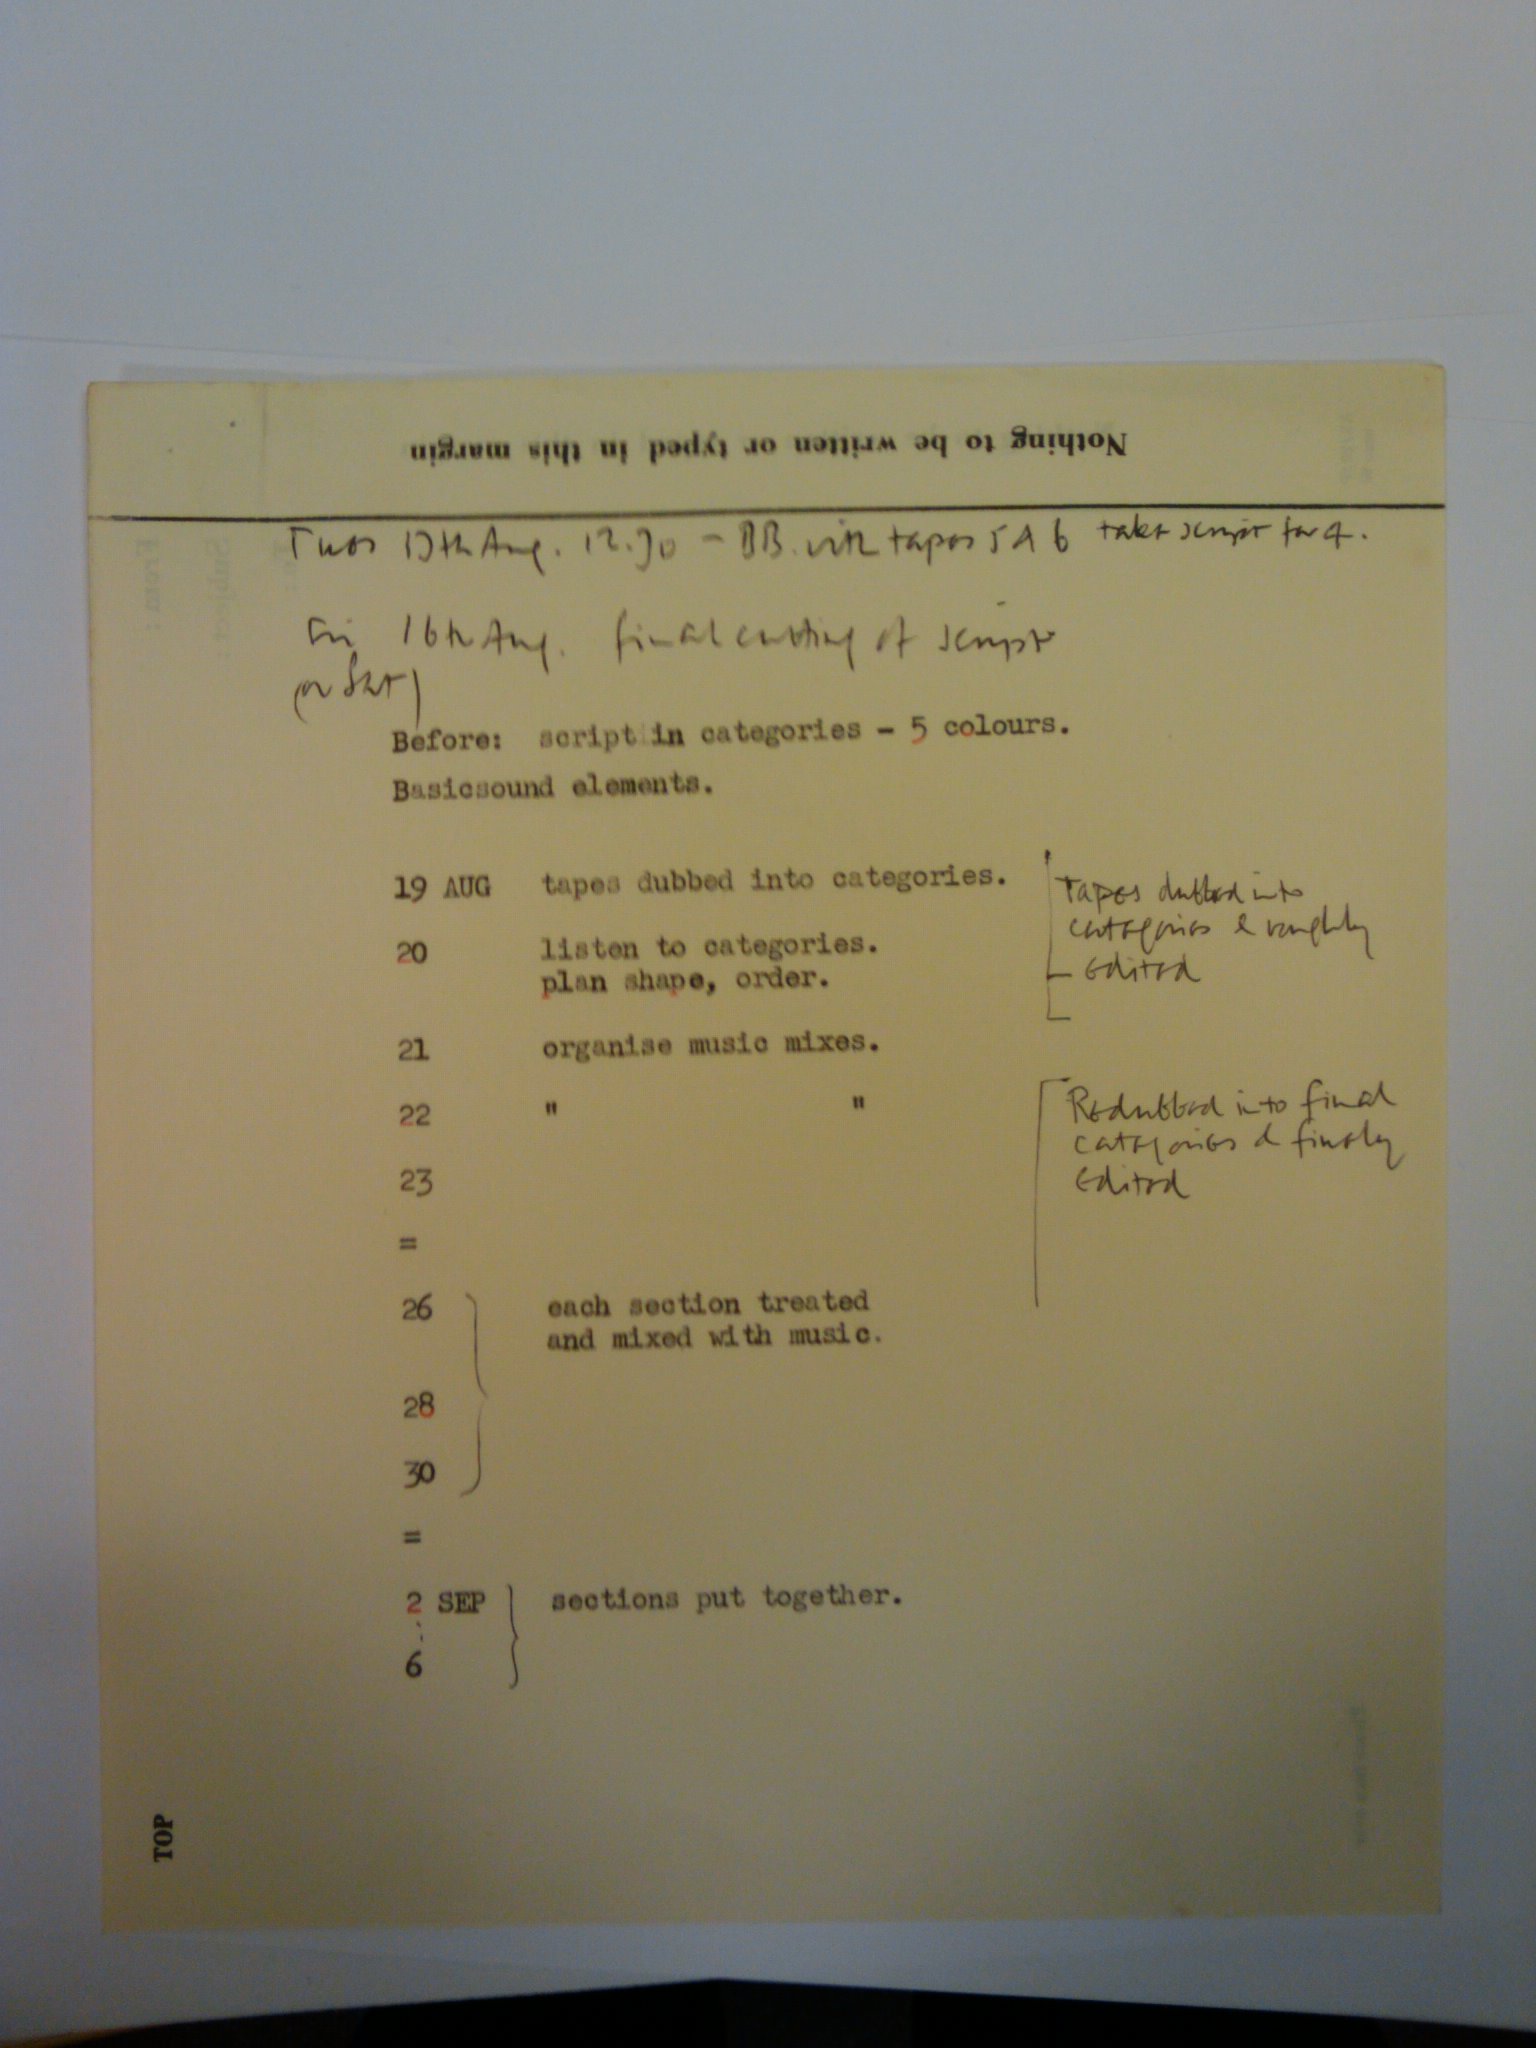 Nothing to be written or typed in this margin
Tues 13th Aug. 12.30 - BB. with tapes 5 & 6 take script for 4.
Fri 16th Aug. final cutting of script
(or Sat)
Before: script in categories - 5 colours.
Basicsound elements.
19 AUG tapes dubbed into categories.
Tapes dubbed into
categories & roughly
edited
20 listen to categories.
plan shape, order.
21 organise music mixes.
22 " "
Redubbed into final
categories & finely
edited
23
=
26 each section treated
and mixed with music.
28
30
=
2 SEP sections put together.
6
TOP
From:
Subject:
To: